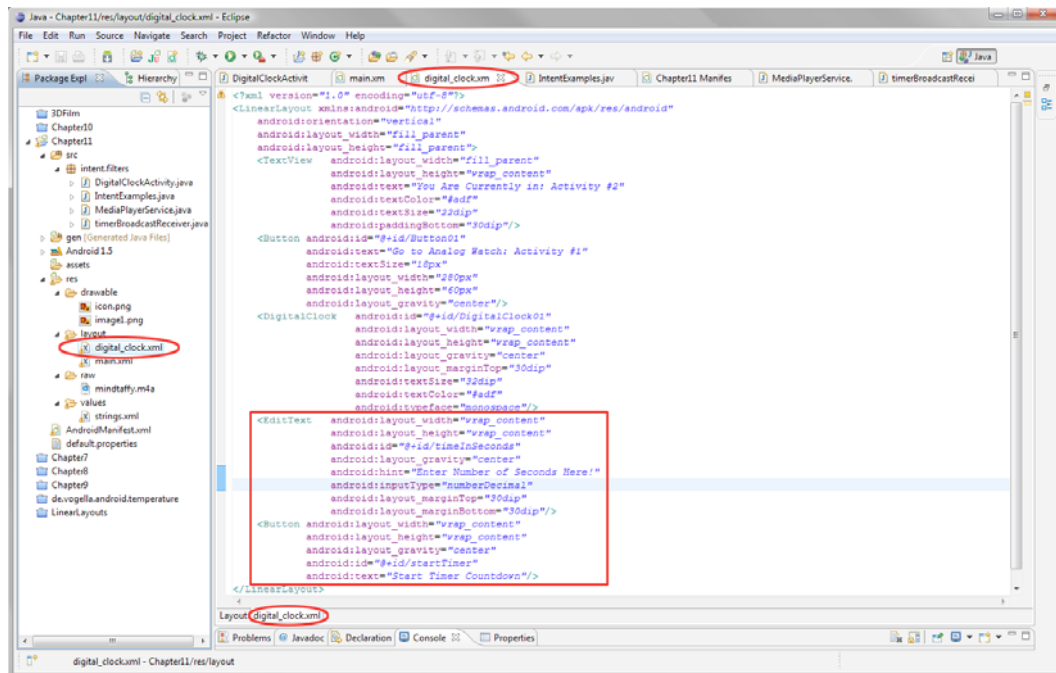 Java - Chapter11/res/layout/digital_clock.xml - Eclipse
File Edit Run Source Navigate Search Project Refactor Window Help
Java
Package Expl
Hierarchy
DigitalClockActivit
main.xm
digital_clock.xm
IntentExamples.jav
Chapter11 Manifes
MediaPlayerService.
timerBroadcastRecei
3DFilm
Chapter10
Chapter11
src
intent.filters
DigitalClockActivity.java
IntentExamples.java
MediaPlayerService.java
timerBroadcastReceiver.java
gen [Generated Java Files]
Android 1.5
assets
res
drawable
icon.png
image1.png
layout
digital_clock.xml
main.xml
raw
mindtaffy.m4a
values
strings.xml
AndroidManifest.xml
default.properties
Chapter7
Chapter8
Chapter9
de.vogella.android.temperature
LinearLayouts
<?xml version="1.0" encoding="utf-8"?>
<LinearLayout xmlns:android="http://schemas.android.com/apk/res/android"
android:orientation="vertical"
android:layout_width="fill_parent"
android:layout_height="fill_parent">
<TextView android:layout_width="fill_parent"
android:layout_height="wrap_content"
android:text="You Are Currently in: Activity #2"
android:textColor="#adf"
android:textSize="22dip"
android:paddingBottom="30dip"/>
<Button android:id="@+id/Button01"
android:text="Go to Analog Watch: Activity #1"
android:textSize="18px"
android:layout_width="280px"
android:layout_height="60px"
android:layout_gravity="center"/>
<DigitalClock android:id="@+id/DigitalClock01"
android:layout_width="wrap_content"
android:layout_height="wrap_content"
android:layout_gravity="center"
android:layout_marginTop="30dip"
android:textSize="32dip"
android:textColor="#adf"
android:typeface="monospace"/>
<EditText android:layout_width="wrap_content"
android:layout_height="wrap_content"
android:id="@+id/timeInSeconds"
android:layout_gravity="center"
android:hint="Enter Number of Seconds Here!"
android:inputType="numberDecimal"
android:layout_marginTop="30dip"
android:layout_marginBottom="30dip"/>
<Button android:layout_width="wrap_content"
android:layout_height="wrap_content"
android:layout_gravity="center"
android:id="@+id/startTimer"
android:text="Start Timer Countdown"/>
</LinearLayout>
Layout digital_clock.xml
Problems Javadoc Declaration Console Properties
digital_clock.xml - Chapter11/res/layout